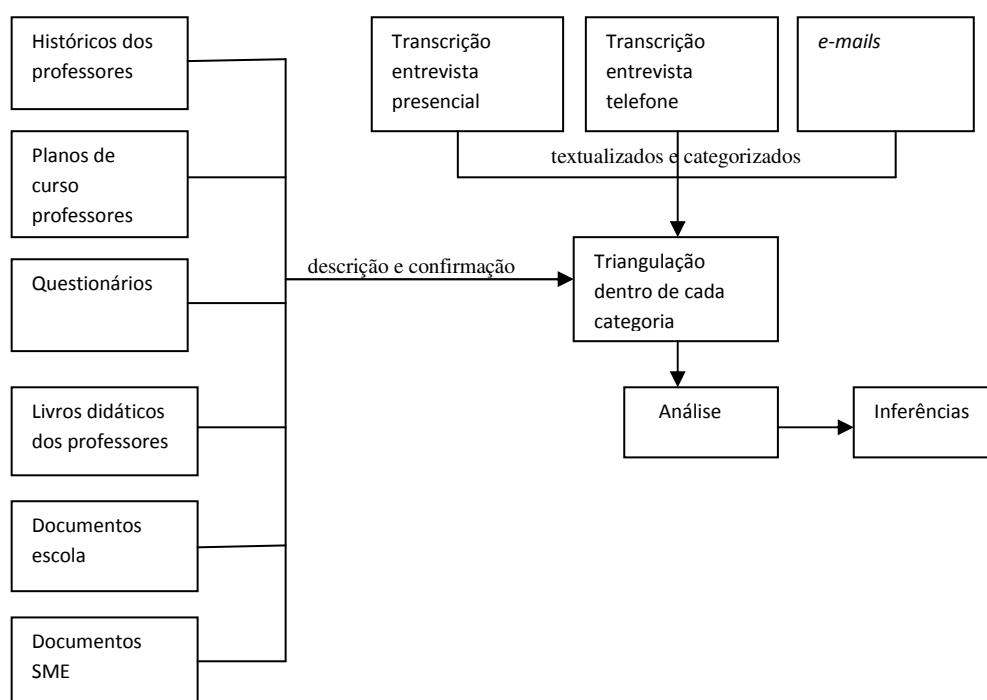 Históricos dos
professores
Planos de
curso
professores
Questionários
Livros didáticos
dos professores
Documentos
escola
Documentos
SME
Transcrição
entrevista
presencial
Transcrição
entrevista
telefone
e-mails
textualizados e categorizados
descrição e confirmação
Triangulação
dentro de cada
categoria
Análise
Inferências